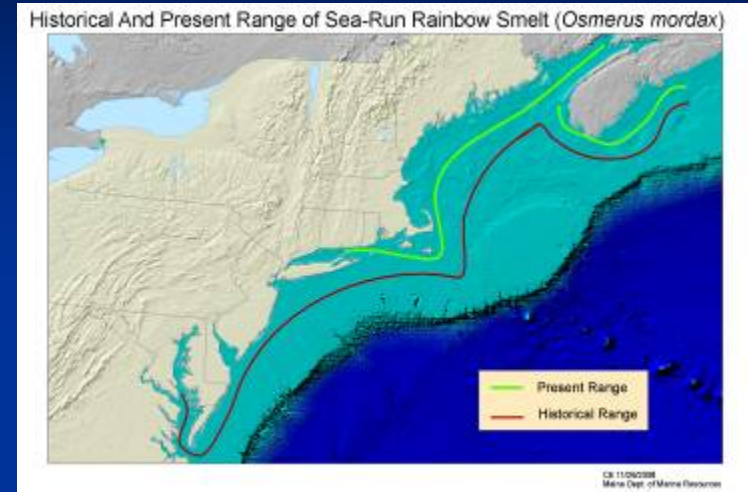 Historical And Present Range of Sea-Run Rainbow Smelt (Osmerus mordax)
Present Range
Historical Range
Maine Dept. of Marine Resources